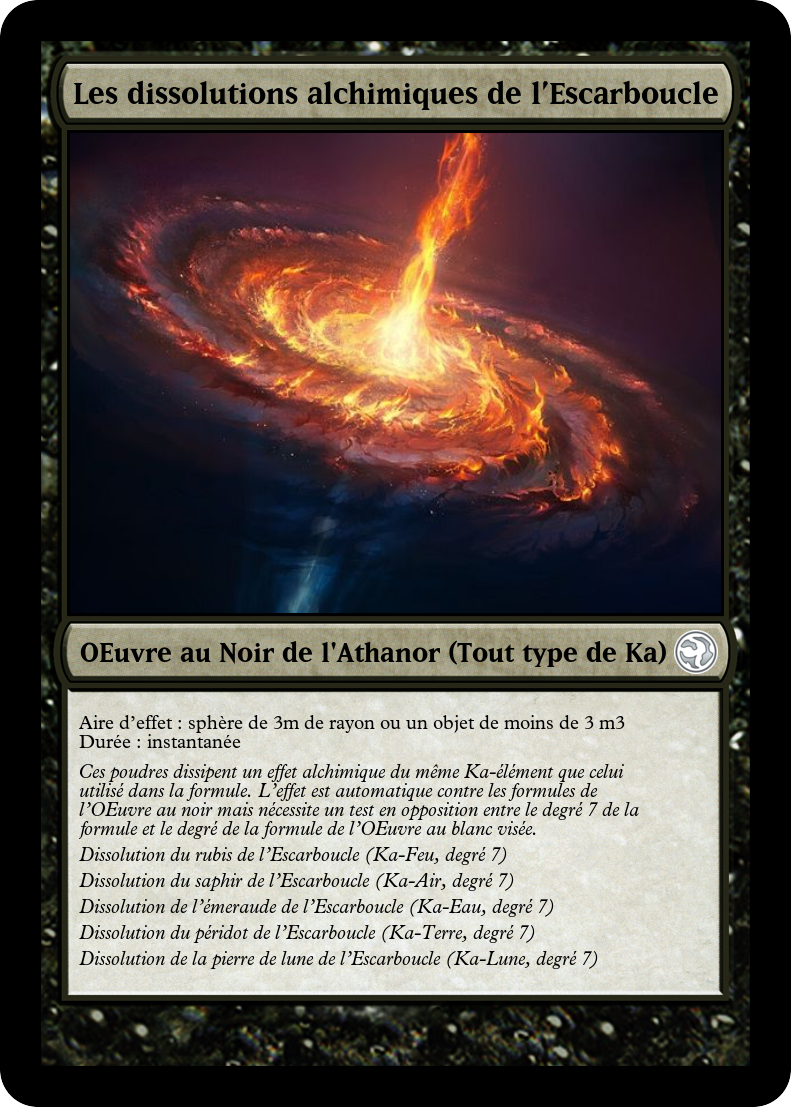 Les dissolutions alchimiques de l'Escarboucle
OEuvre au Noir de l'Athanor (Tout type de Ka)
Aire d'effet : sphère de 3m de rayon ou un objet de moins de 3 m3
Durée : instantanée
Ces poudres dissipent un effet alchimique du même Ka-élément que celui
utilisé dans la formule. L'effet est automatique contre les formules de
l'OEuvre au noir mais nécessite un test en opposition entre le degré 7 de la
formule et le degré de la formule de l'OEuvre au blanc visée.
Dissolution du rubis de l'Escarboucle (Ka-Feu, degré 7)
Dissolution du saphir de l'Escarboucle (Ka-Air, degré 7)
Dissolution de l'émeraude de l'Escarboucle (Ka-Eau, degré 7)
Dissolution du péridot de l'Escarboucle (Ka-Terre, degré 7)
Dissolution de la pierre de lune de l'Escarboucle (Ka-Lune, degré 7)